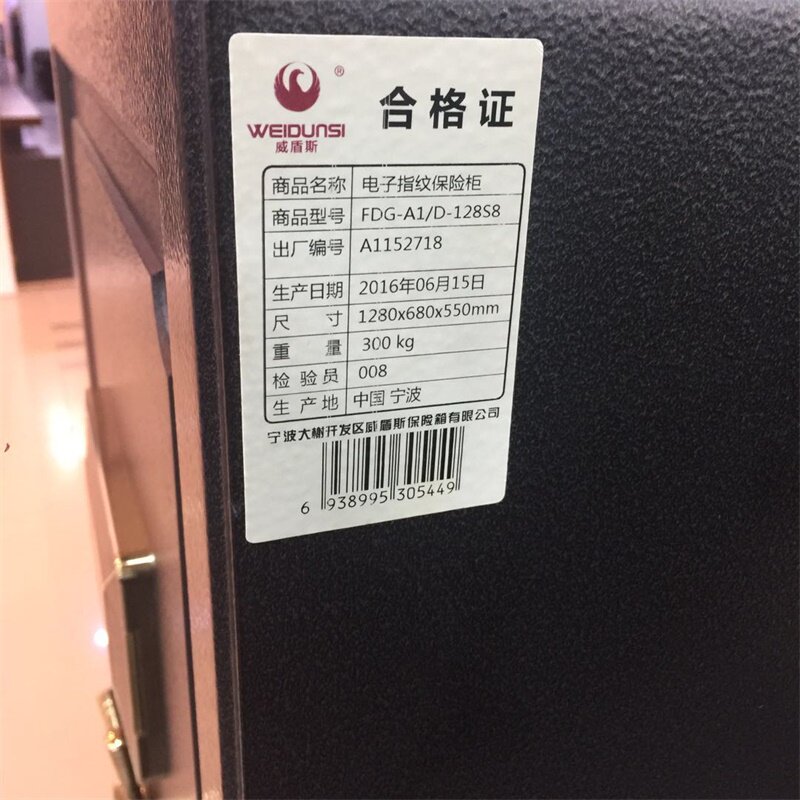 ®
合格证
WEIDUNSI
威盾斯
商品名称 电子指纹保险柜
商品型号 FDG-A1/D-128S8
出厂编号 A1152718
生产日期 2016年06月15日
尺 寸 1280x680x550mm
重 量 300 kg
检 验 员 008
生 产 地 中国 宁波
宁波大榭开发区威盾斯保险箱有限公司
6 938995 305449